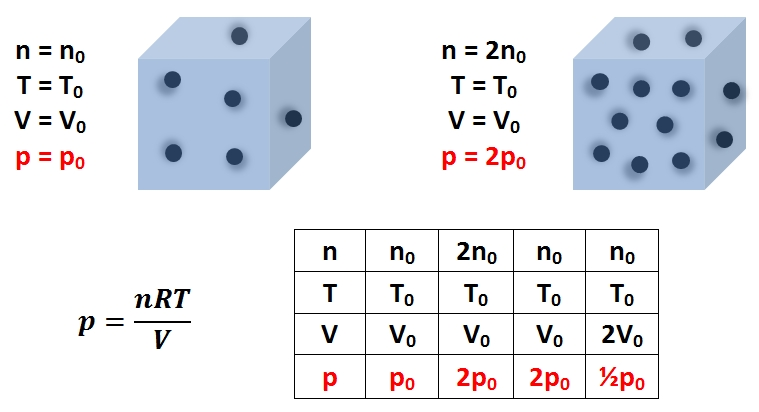 n = n₀
T = T₀
V = V₀
p = p₀
n = 2n₀
T = T₀
V = V₀
p = 2p₀
p = nRT / V
n n₀ 2n₀ n₀ n₀
T T₀ T₀ T₀ T₀
V V₀ V₀ V₀ 2V₀
p p₀ 2p₀ 2p₀ ½p₀